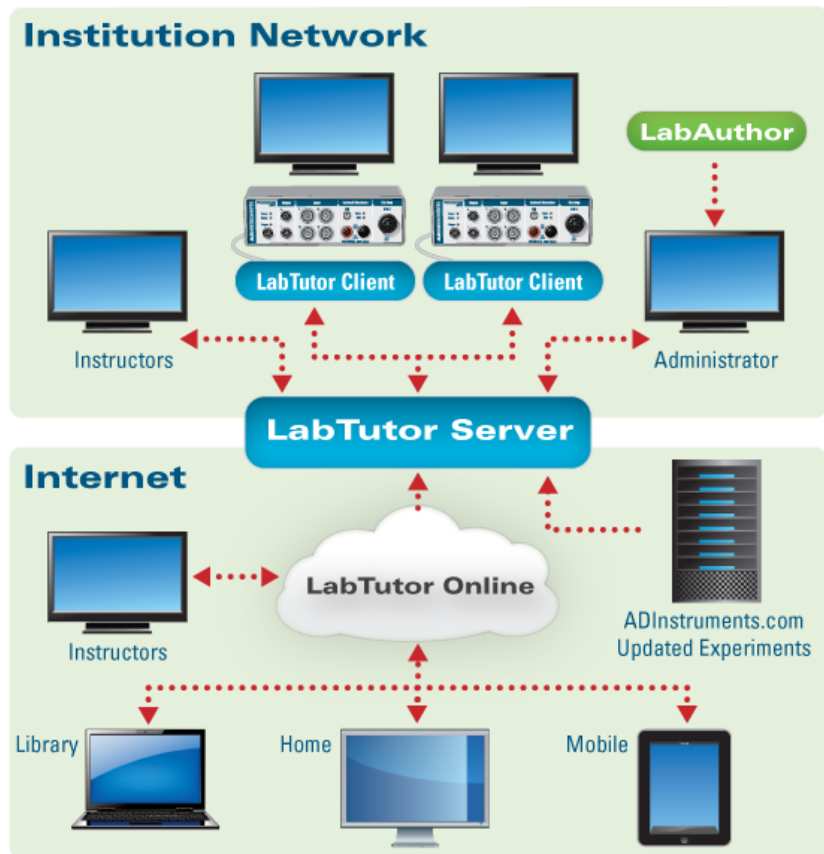 Institution Network
LabAuthor
LabTutor Client
LabTutor Client
Instructors
Administrator
LabTutor Server
Internet
LabTutor Online
Instructors
ADInstruments.com
Updated Experiments
Library
Home
Mobile